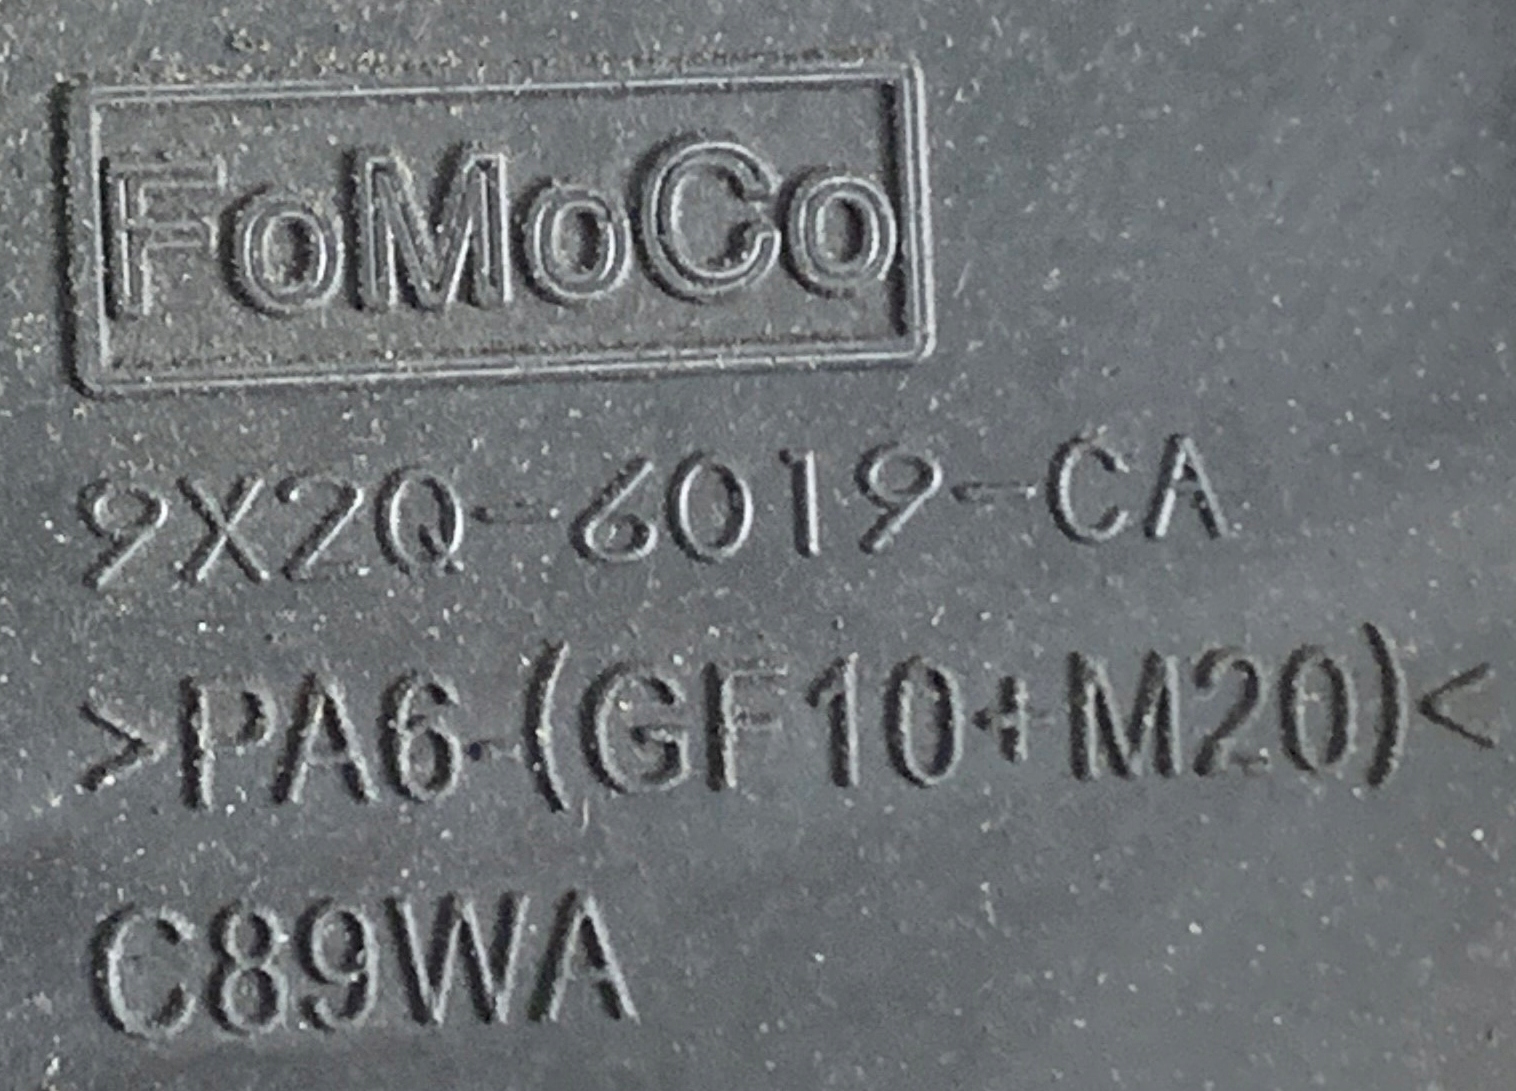 FoMoCo
9X2Q-6019-CA
>PA6-(GF10+M20)<
C89WA